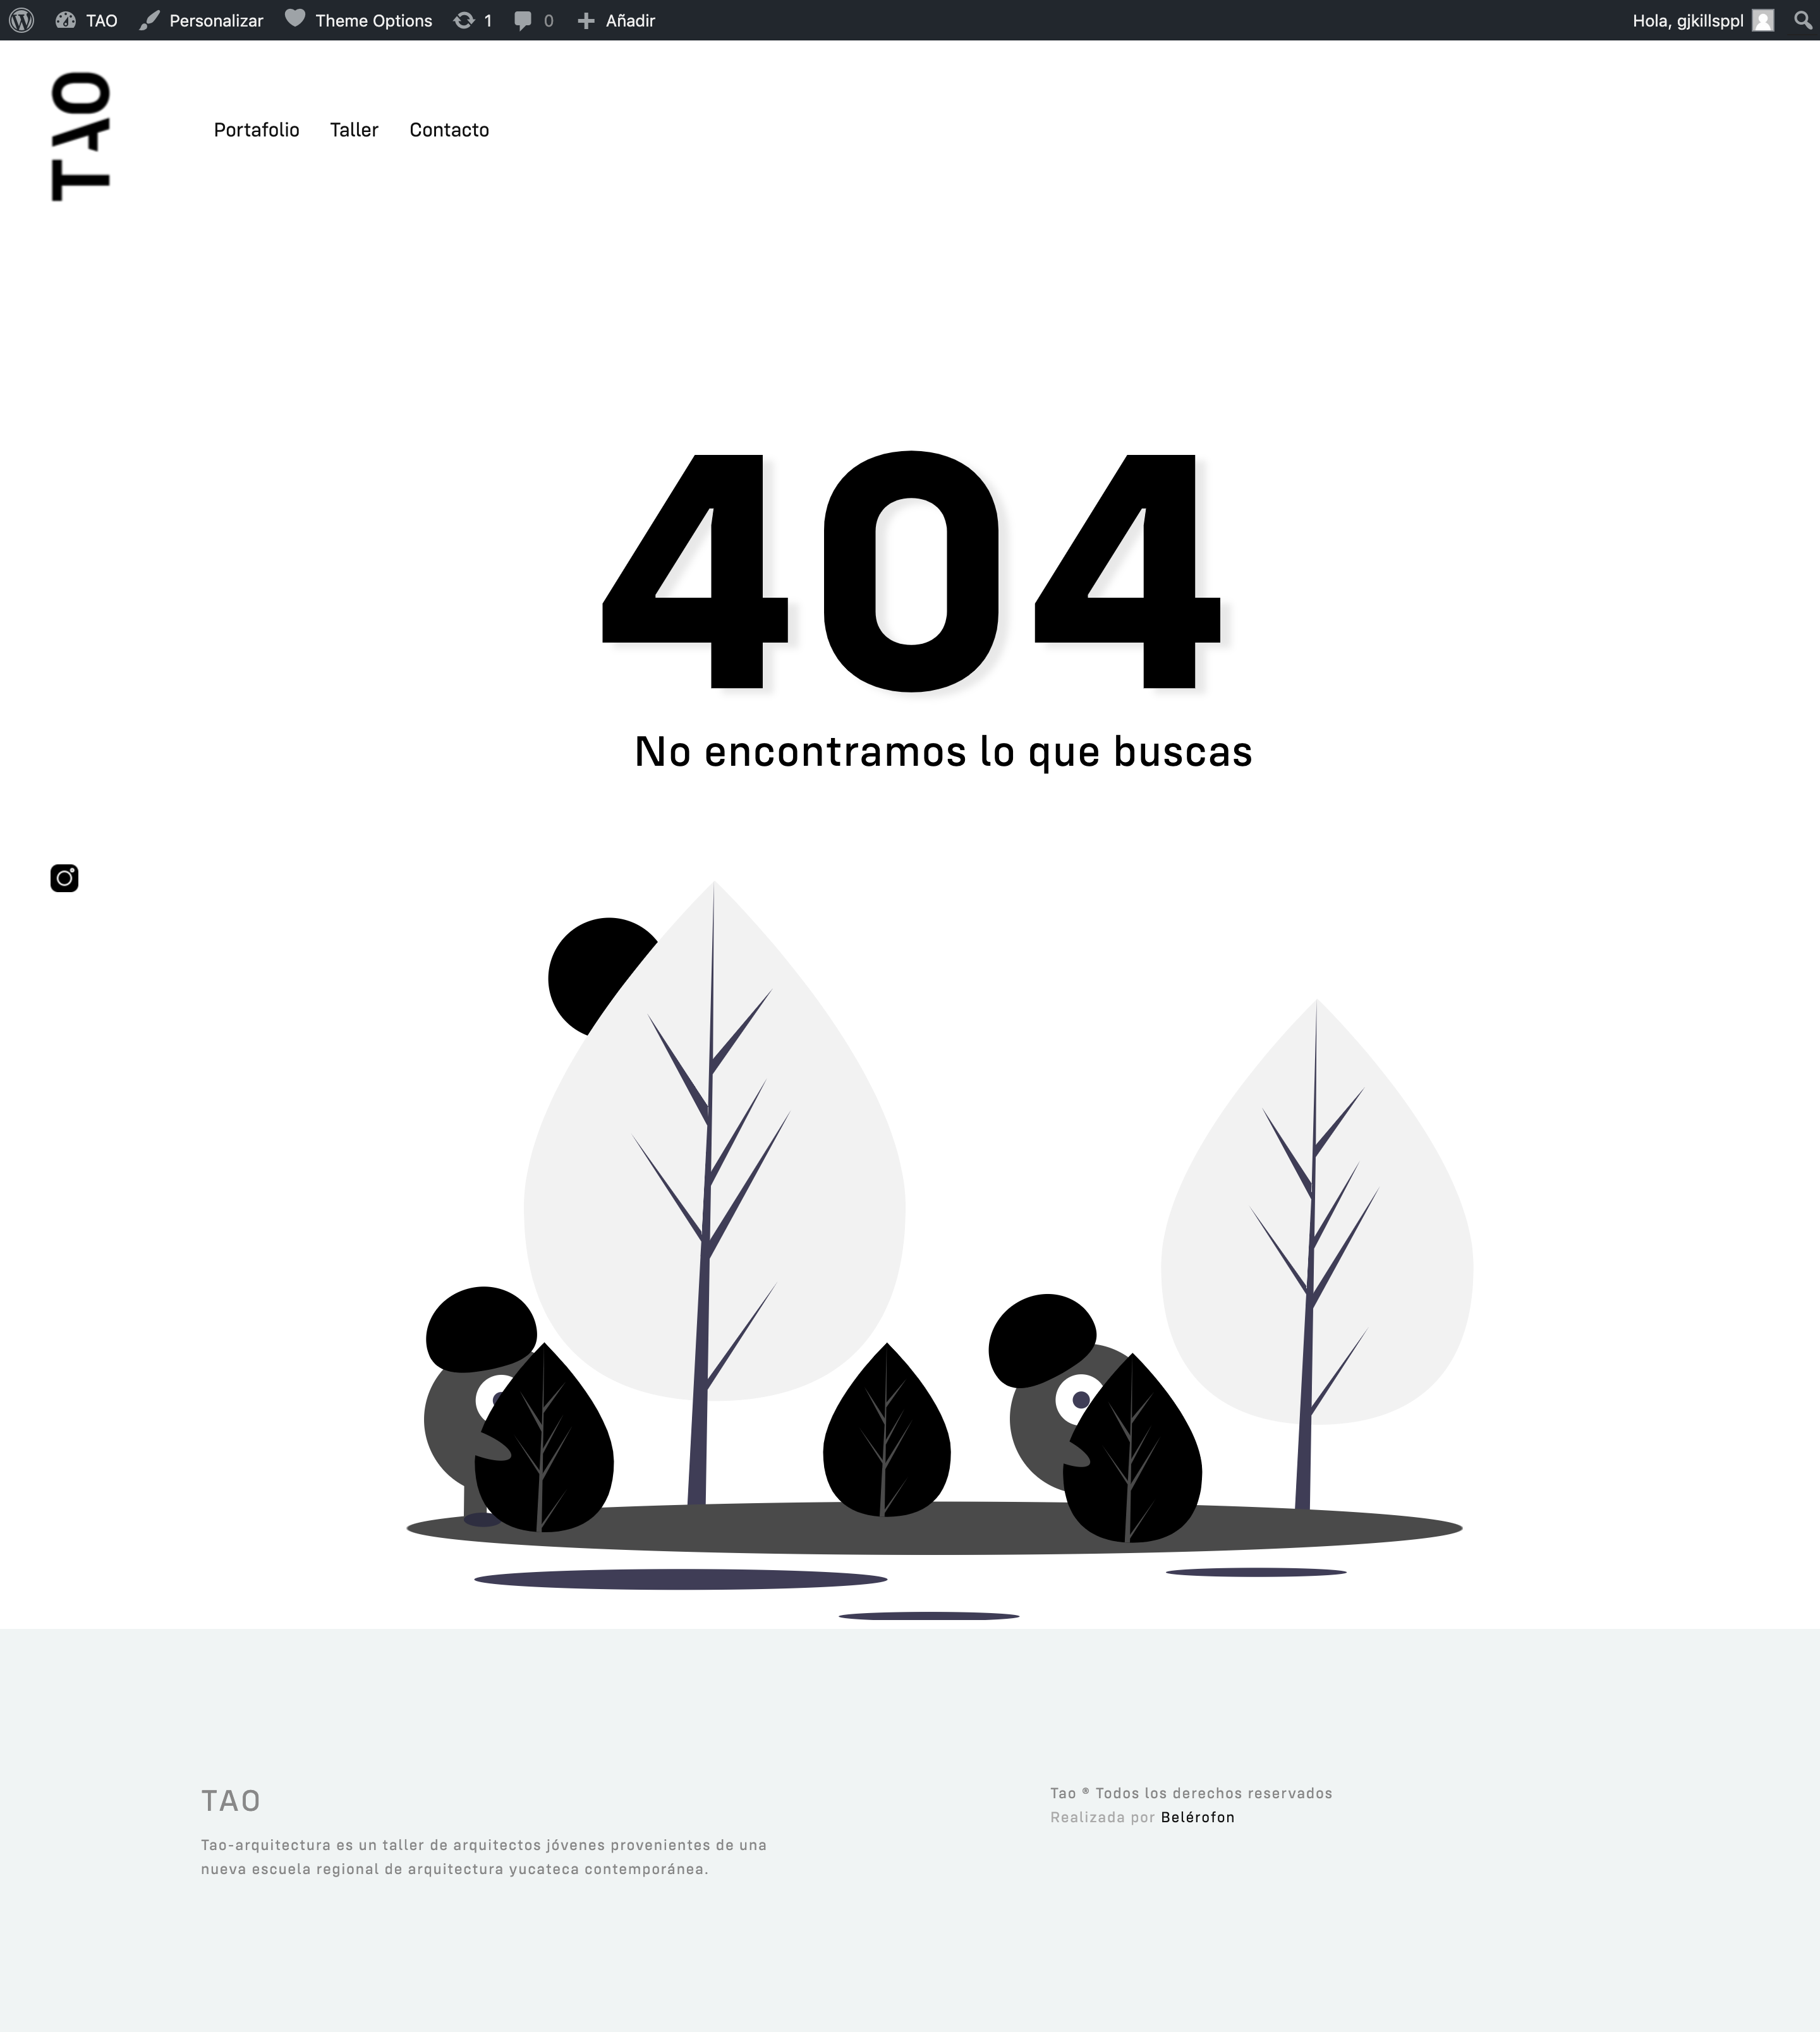 TAO Personalizar Theme Options 1 0 Añadir Hola, gjkillsppl
TAO
Portafolio Taller Contacto
404
No encontramos lo que buscas
TAO
Tao-arquitectura es un taller de arquitectos jóvenes provenientes de una
nueva escuela regional de arquitectura yucateca contemporánea.
Tao ® Todos los derechos reservados
Realizada por Belérofon